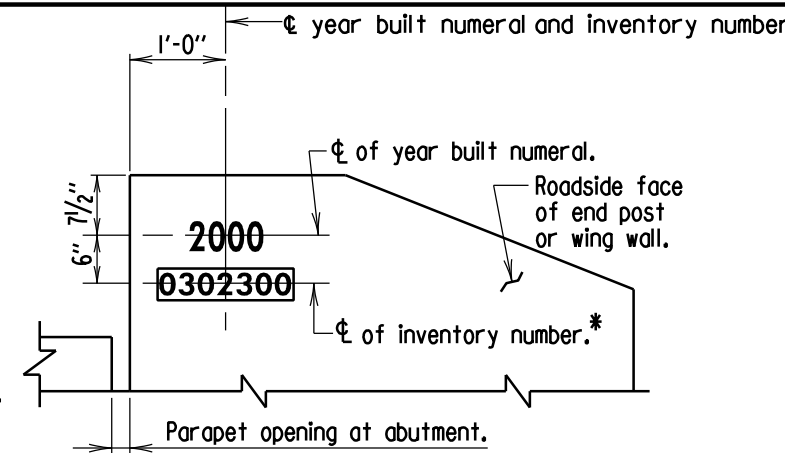 ℄ year built numeral and inventory number
1'-0"
℄ of year built numeral.
Roadside face
of end post
or wing wall.
7½"
2000
6"
0302300
℄ of inventory number.*
Parapet opening at abutment.